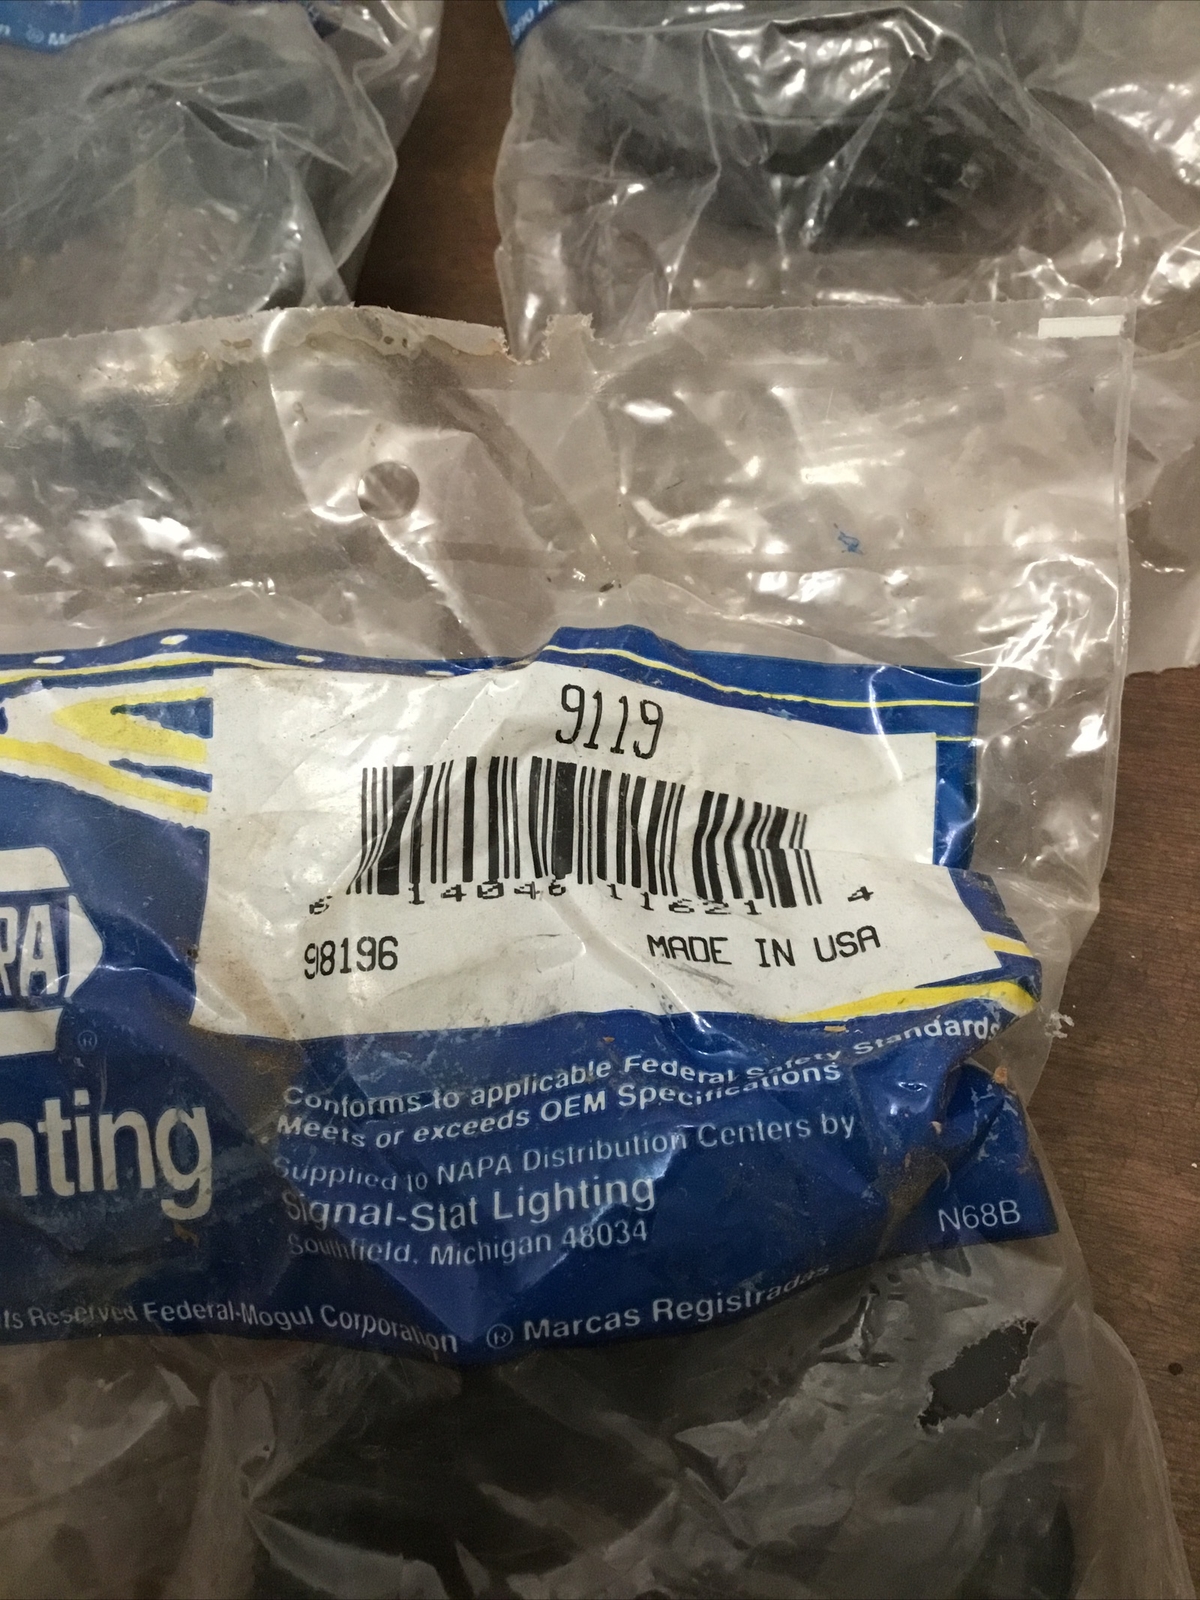 9119
6 14046 11621 4
98196 MADE IN USA
PA
®
hting
Conforms to applicable Federal Safety Standards
Meets or exceeds OEM Specifications
Supplied to NAPA Distribution Centers by
Signal-Stat Lighting
Southfield, Michigan 48034
N68B
ts Reserved Federal-Mogul Corporation ® Marcas Registradas